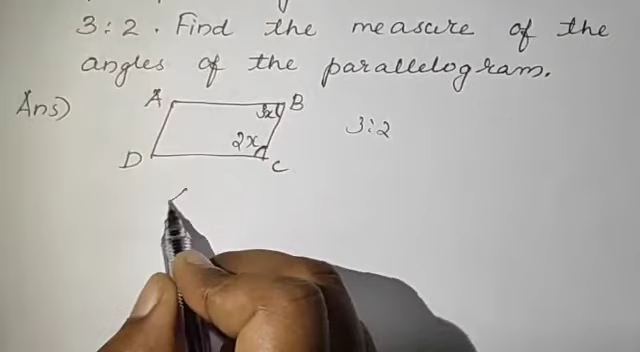 3:2. Find the measure of the
angles of the parallelogram.
Ans)
A
B
3x
3:2
2x
D
C